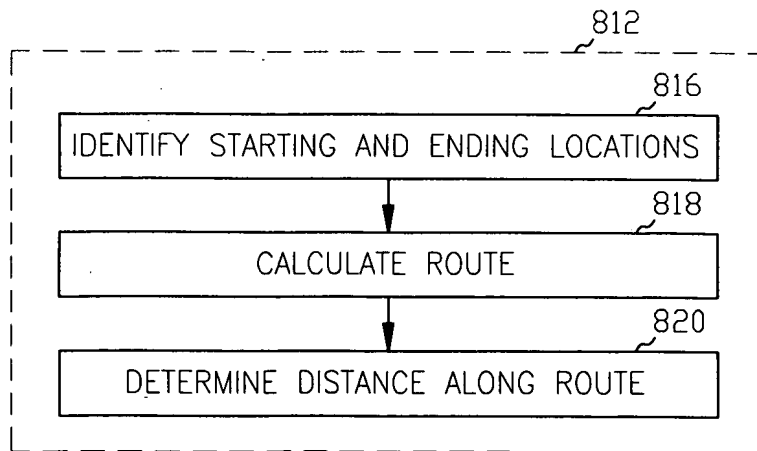 812
816
IDENTIFY STARTING AND ENDING LOCATIONS
818
CALCULATE ROUTE
820
DETERMINE DISTANCE ALONG ROUTE